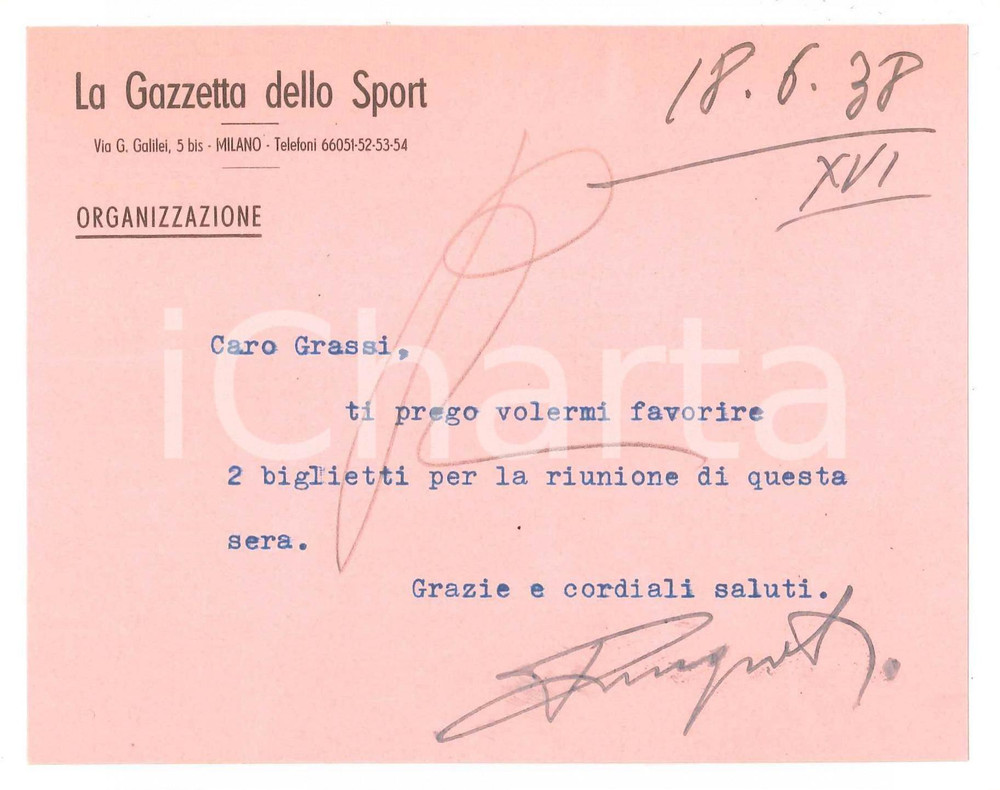 La Gazzetta dello Sport
Via G. Galilei, 5 bis - MILANO - Telefoni 66051-52-53-54
ORGANIZZAZIONE
18.6.38
XVI
iCharta
Caro Grassi,
ti prego volermi favorire
2 biglietti per la riunione di questa
sera.
Grazie e cordiali saluti.